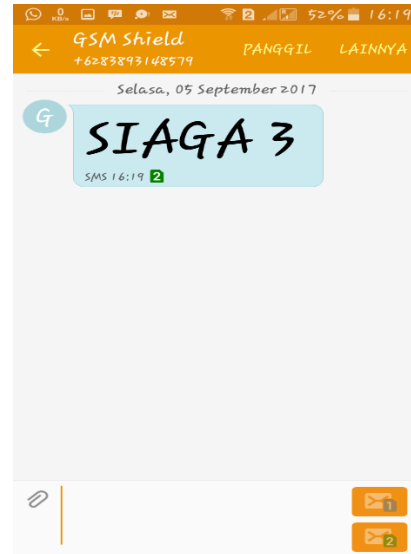 0
KB/s
2
52%
16:19
GSM Shield
PANGGIL
LAINNYA
+6283893148579
Selasa, 05 September 2017
G
SIAGA 3
SMS 16:19 2
1
2